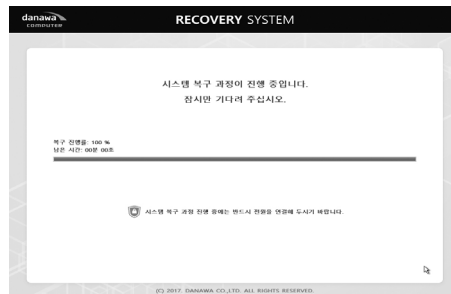 danawa
COMPUTER
RECOVERY SYSTEM
시스템 복구 과정이 진행 중입니다.
잠시만 기다려 주십시오.
복구 진행률: 100 %
남은 시간: 00분 00초
시스템 복구 과정 진행 중에는 반드시 전원을 연결해 두시기 바랍니다.
(C) 2017. DANAWA CO.,LTD. ALL RIGHTS RESERVED.